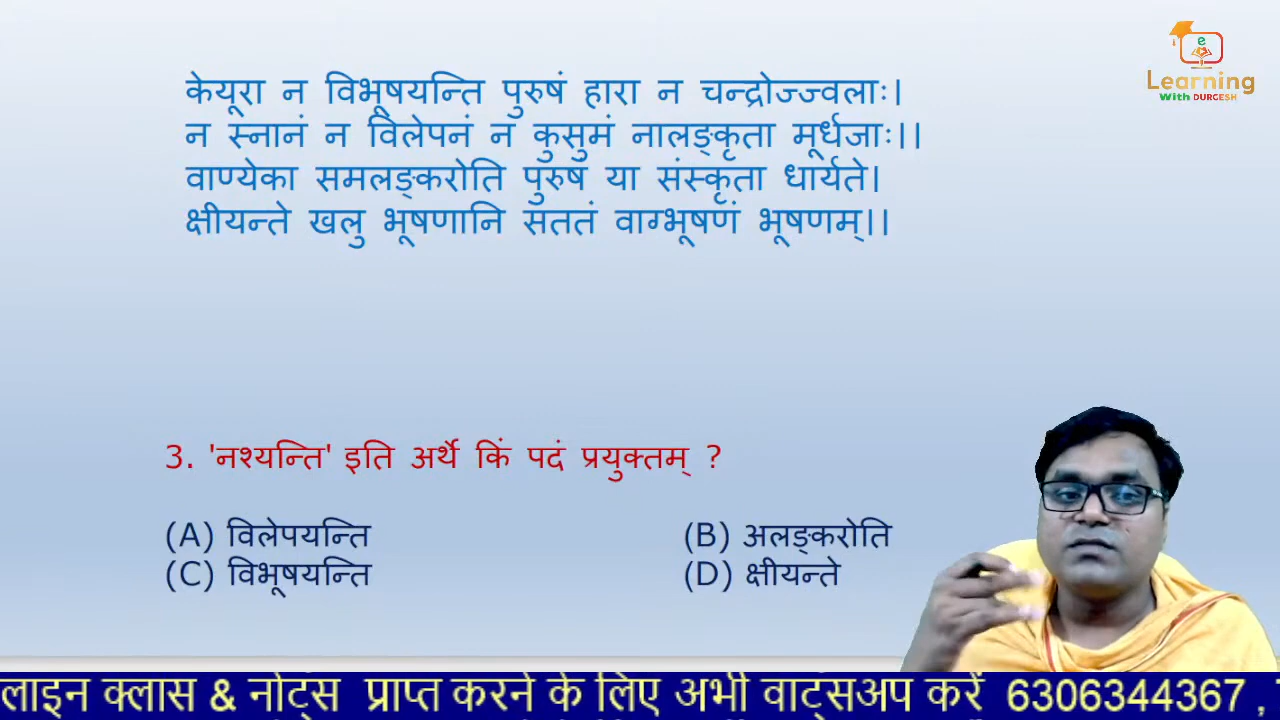 e
Learning
With DURGESH
केयूरा न विभूषयन्ति पुरुषं हारा न चन्द्रोज्ज्वलाः।
न स्नानं न विलेपनं न कुसुमं नालङ्कृता मूर्धजाः।।
वाण्येका समलङ्करोति पुरुषं या संस्कृता धार्यते।
क्षीयन्ते खलु भूषणानि सततं वाग्भूषणं भूषणम्।।
3. 'नश्यन्ति' इति अर्थै किं पदं प्रयुक्तम् ?
(A) विलेपयन्ति (B) अलङ्करोति
(C) विभूषयन्ति (D) क्षीयन्ते
लाइन क्लास & नोट्स प्राप्त करने के लिए अभी वाट्सअप करें 6306344367 ,